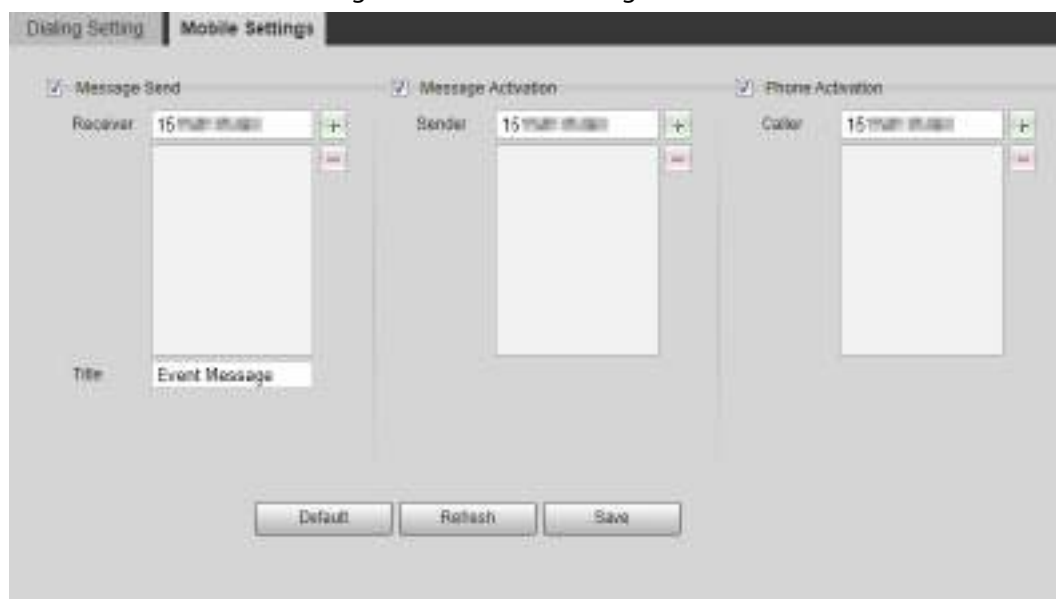 Dialing Setting Mobile Settings
Message Send Message Activation Phone Activation
Receiver 15 + Sender 15 + Caller 15 +
Title Event Message
Default Refresh Save